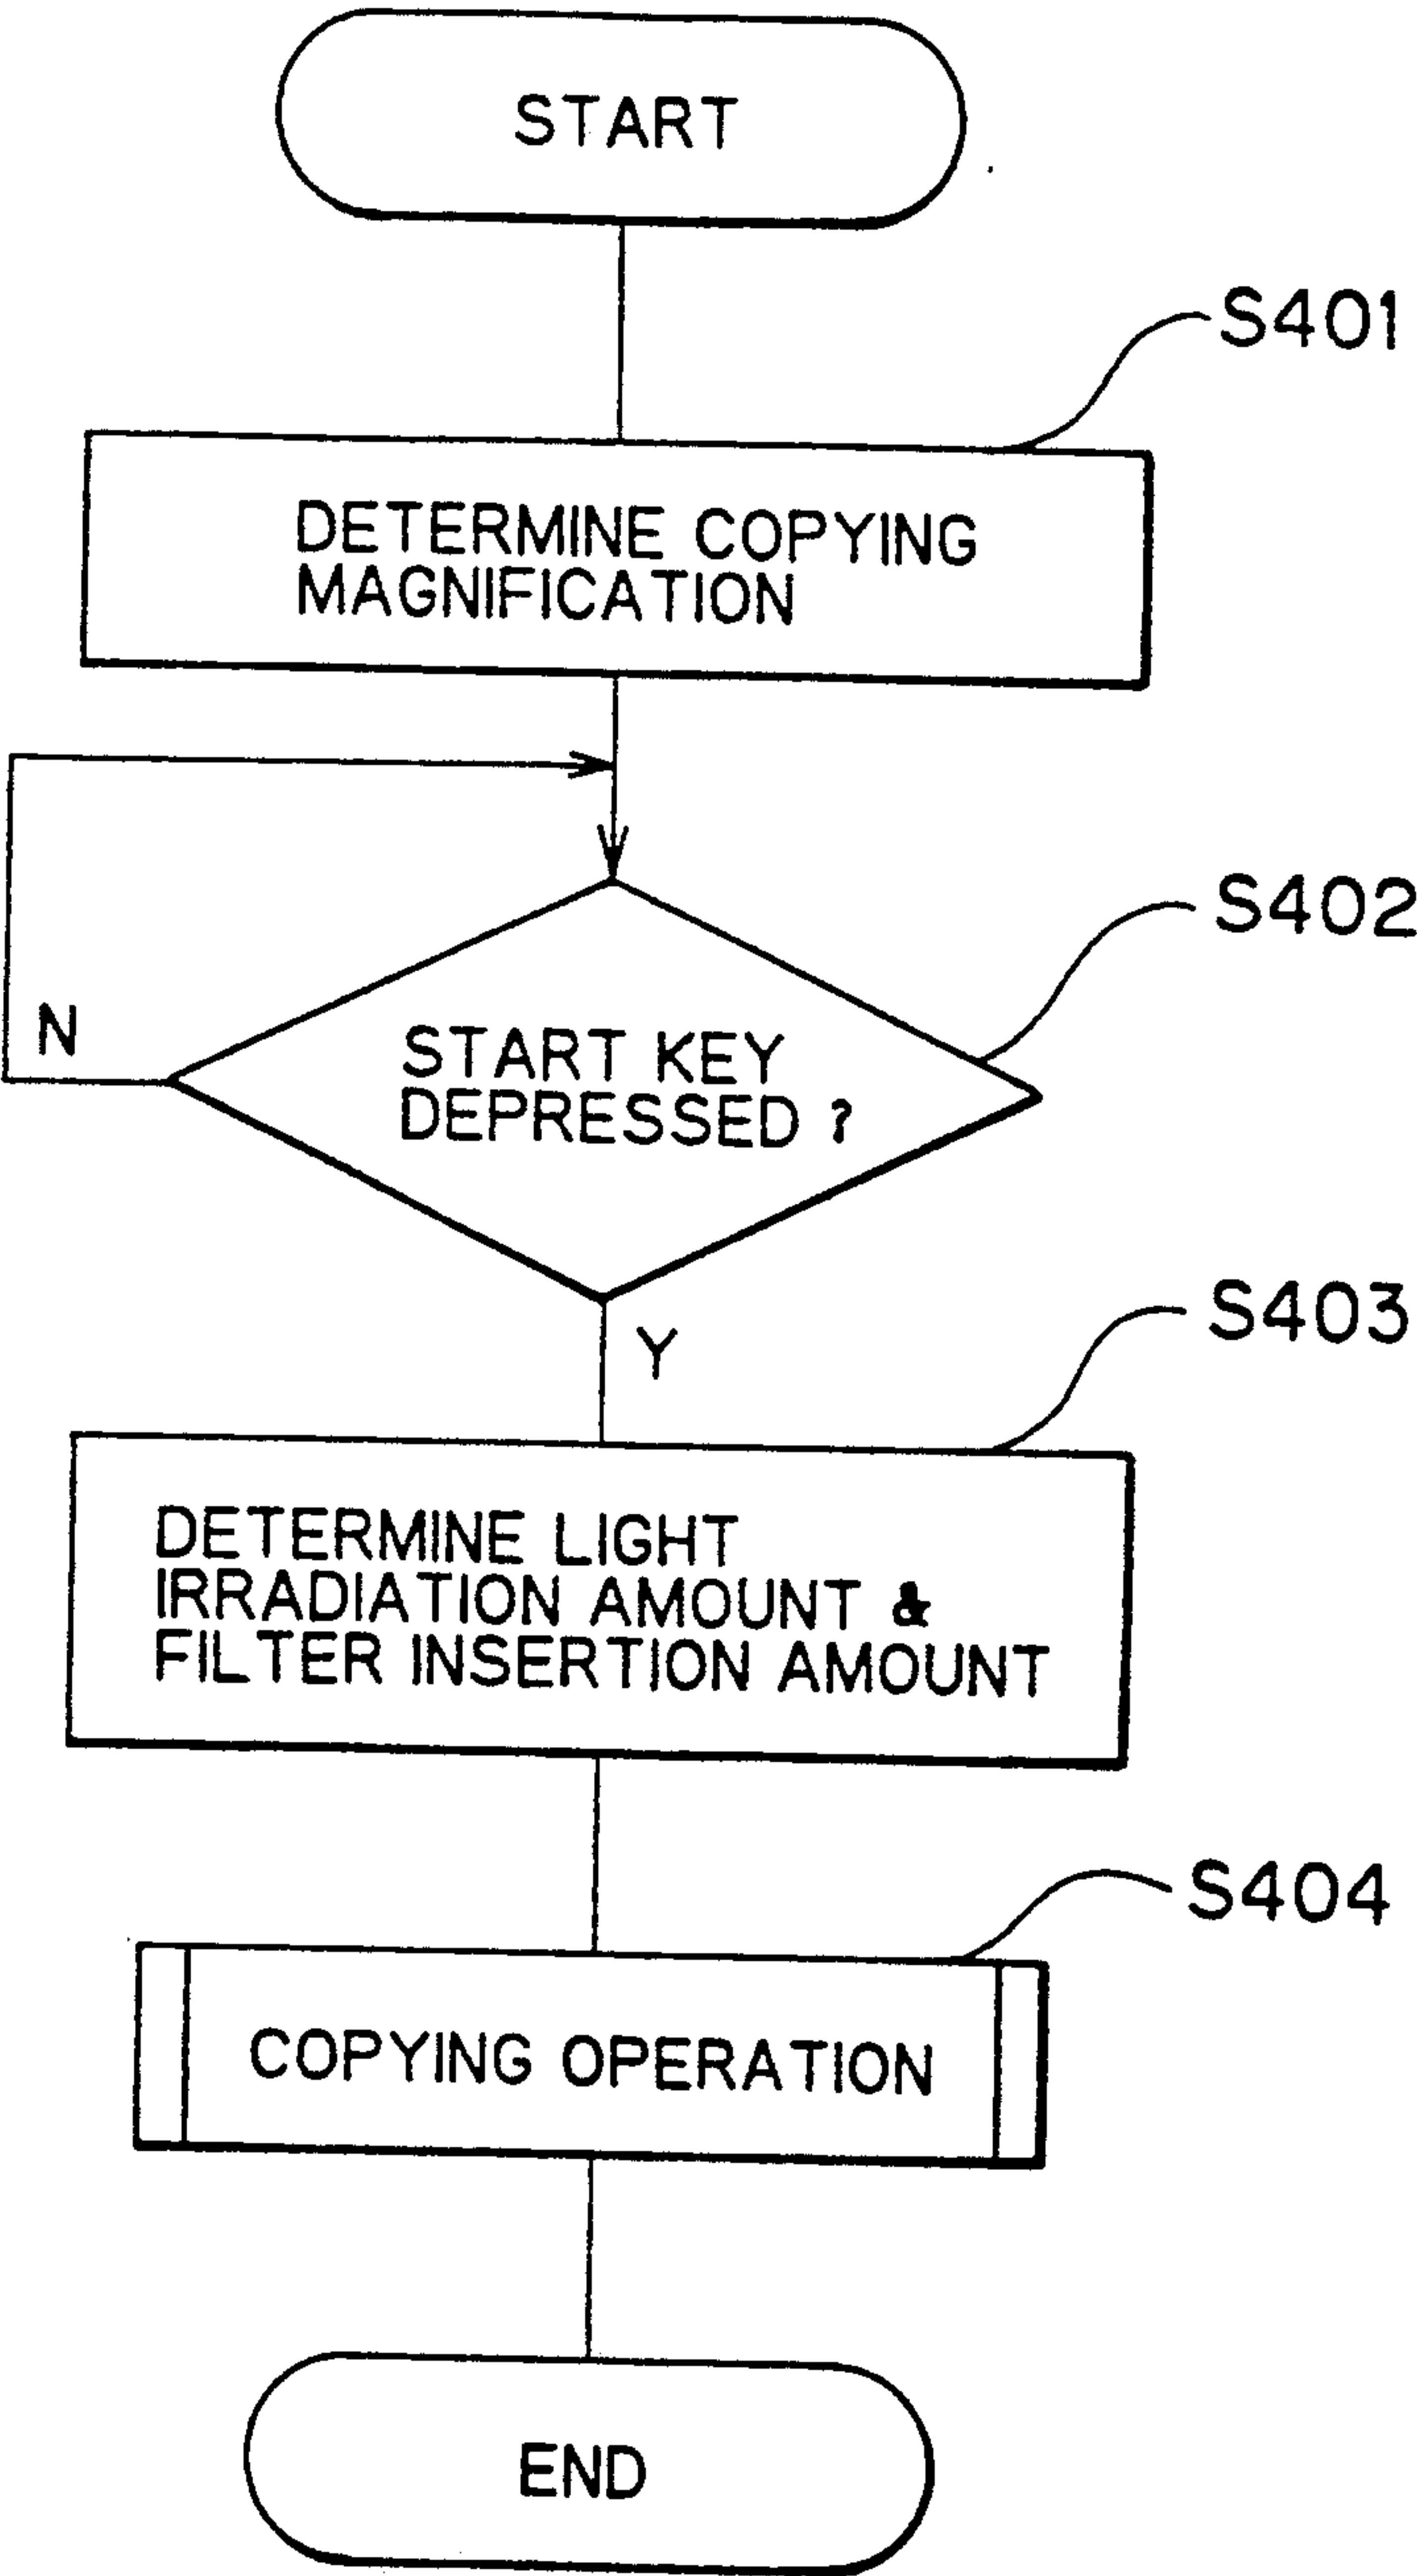 START
S401
DETERMINE COPYING
MAGNIFICATION
S402
N
START KEY
DEPRESSED ?
Y
S403
DETERMINE LIGHT
IRRADIATION AMOUNT &
FILTER INSERTION AMOUNT
S404
COPYING OPERATION
END